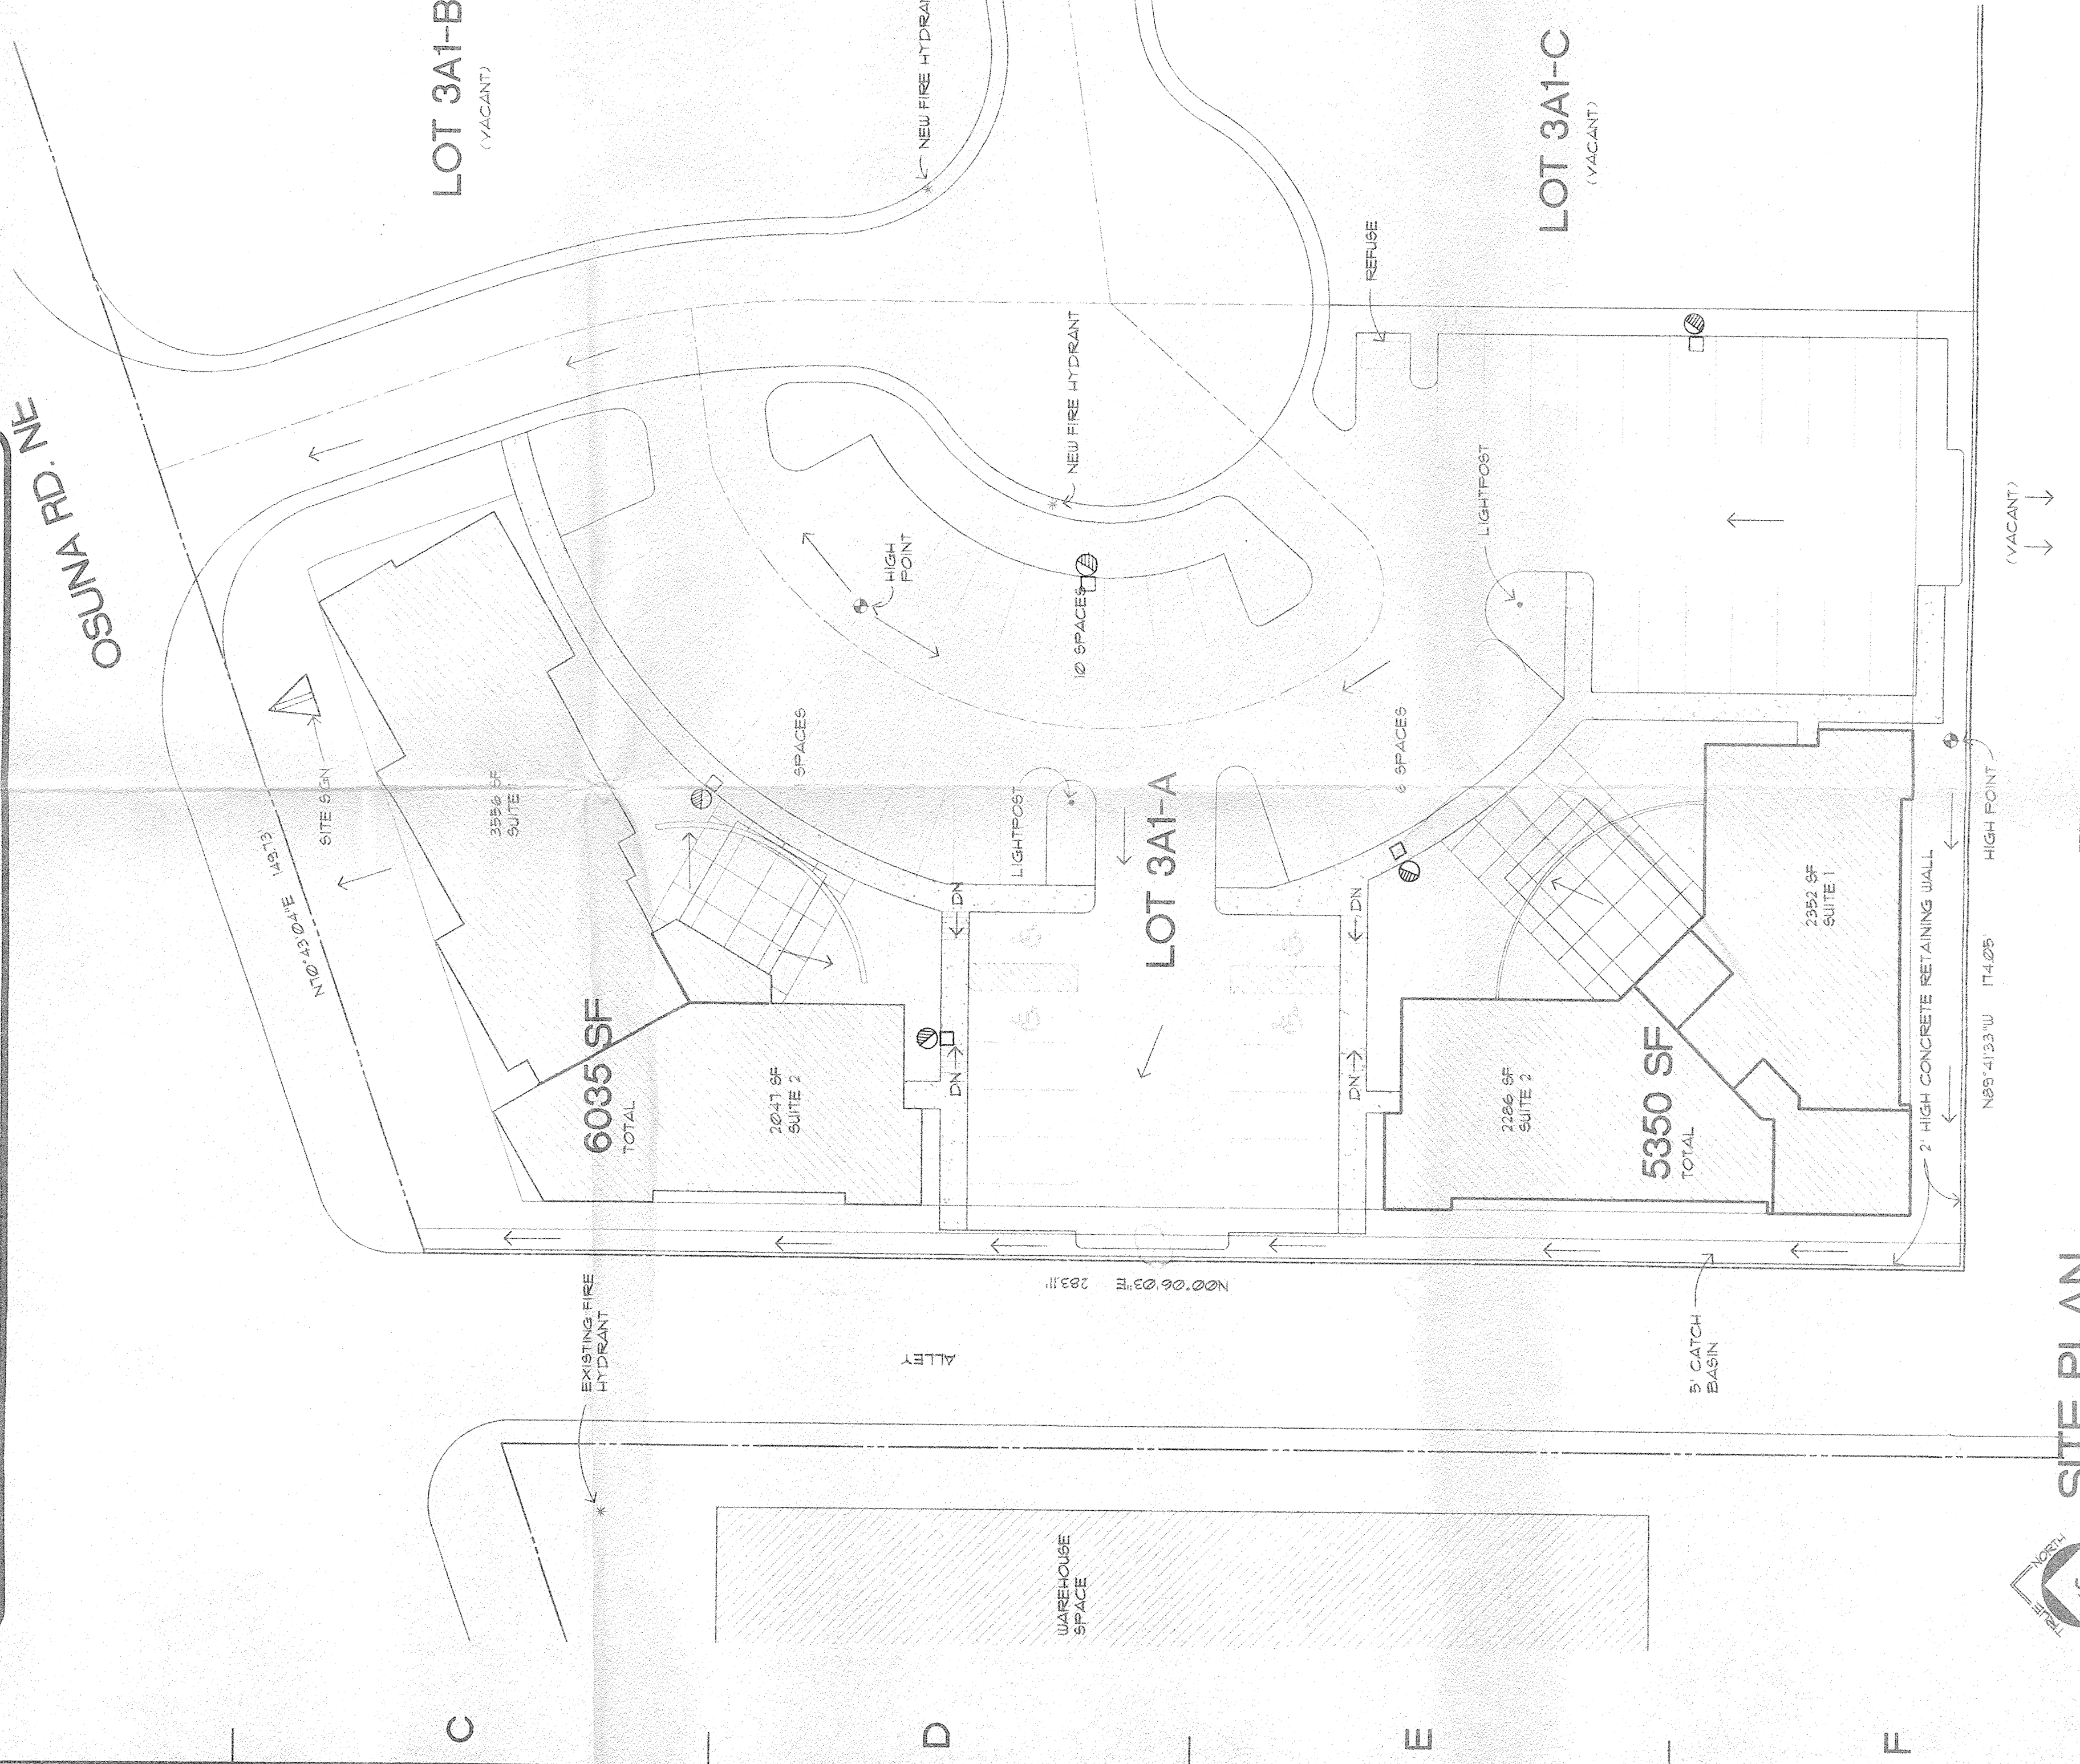 OSUNA RD. NE
LOT 3A1-B
(VACANT)
NEW FIRE HYDRANT
LOT 3A1-C
(VACANT)
REFUSE
NEW FIRE HYDRANT
LIGHTPOST
HIGH
POINT
10 SPACES
(VACANT)
SITE SIGN
3556 SF
SUITE 1
11 SPACES
6 SPACES
LIGHTPOST
LOT 3A1-A
DN
DN
DN
DN
N70°43'04"E 149.73'
6035 SF
TOTAL
2047 SF
SUITE 2
2286 SF
SUITE 2
5350 SF
TOTAL
2352 SF
SUITE 1
HIGH POINT
2' HIGH CONCRETE RETAINING WALL
N89°41'33"W 174.05'
N00°06'03"E 283.11'
EXISTING FIRE
HYDRANT
ALLEY
5' CATCH
BASIN
WAREHOUSE
SPACE
SITE PLAN
TRUE
NORTH
C
D
E
F